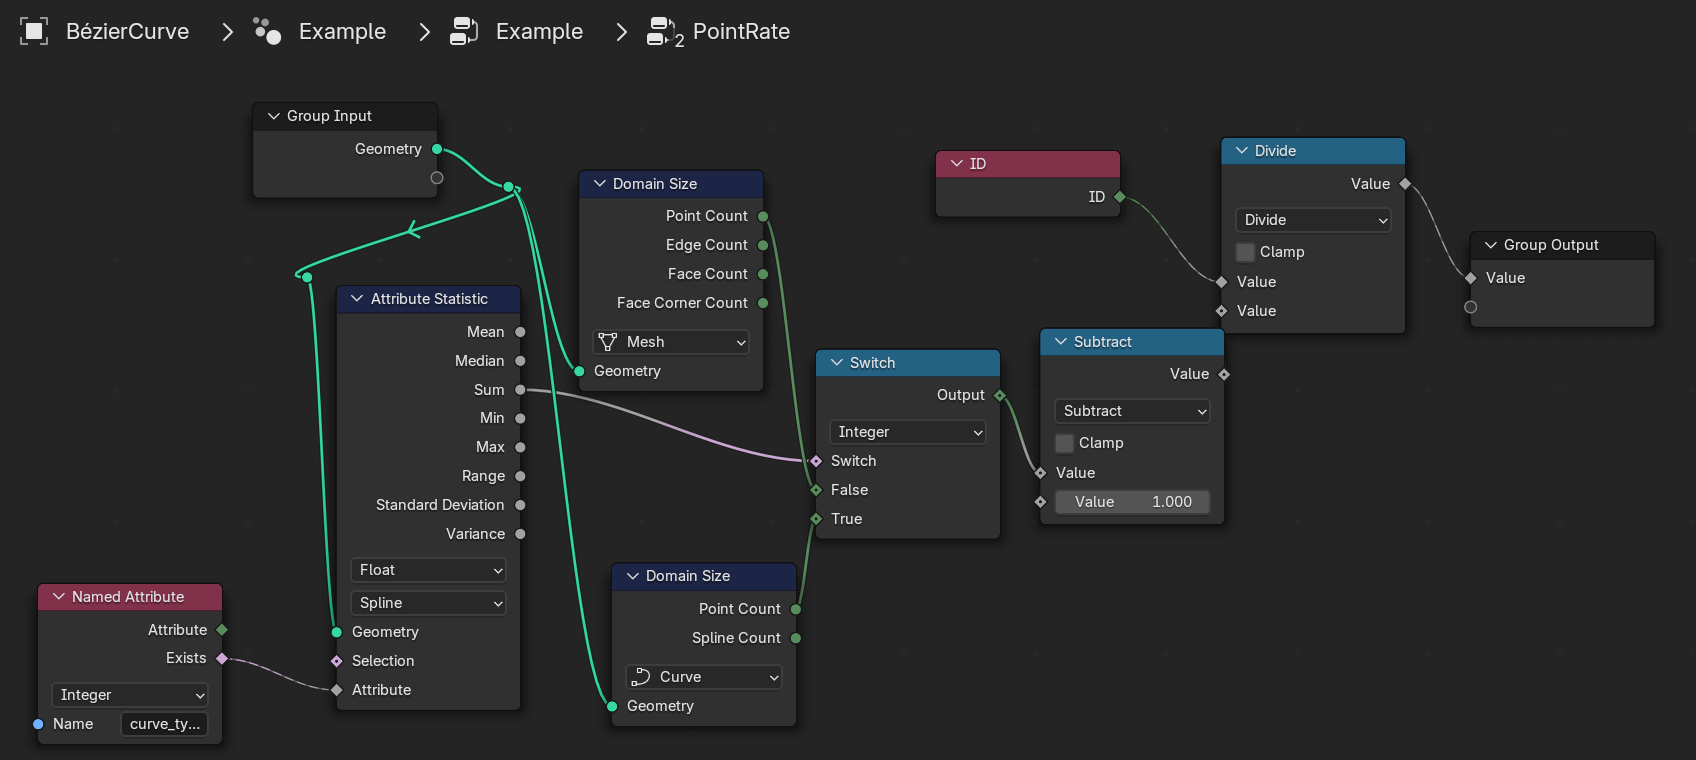 BézierCurve > Example > Example > 2 PointRate
Group Input
Geometry
Domain Size
Point Count
Edge Count
Face Count
Face Corner Count
Mesh
Geometry
ID
ID
Divide
Value
Divide
Clamp
Value
Value
Group Output
Value
Attribute Statistic
Mean
Median
Sum
Min
Max
Range
Standard Deviation
Variance
Float
Spline
Geometry
Selection
Attribute
Switch
Output
Integer
Switch
False
True
Subtract
Value
Subtract
Clamp
Value
Value 1.000
Named Attribute
Attribute
Exists
Integer
Name curve_ty...
Domain Size
Point Count
Spline Count
Curve
Geometry